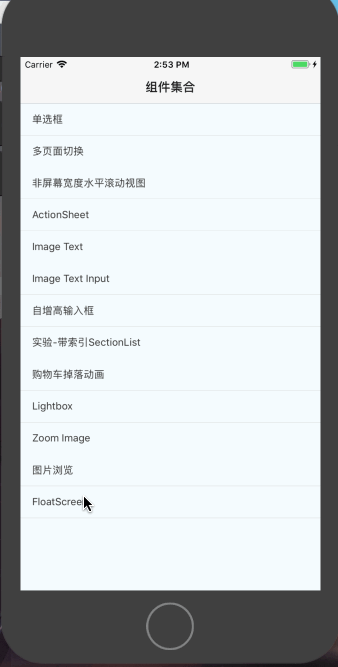 Carrier 2:53 PM
组件集合
单选框
多页面切换
非屏幕宽度水平滚动视图
ActionSheet
Image Text
Image Text Input
自增高输入框
实验-带索引SectionList
购物车掉落动画
Lightbox
Zoom Image
图片浏览
FloatScreen